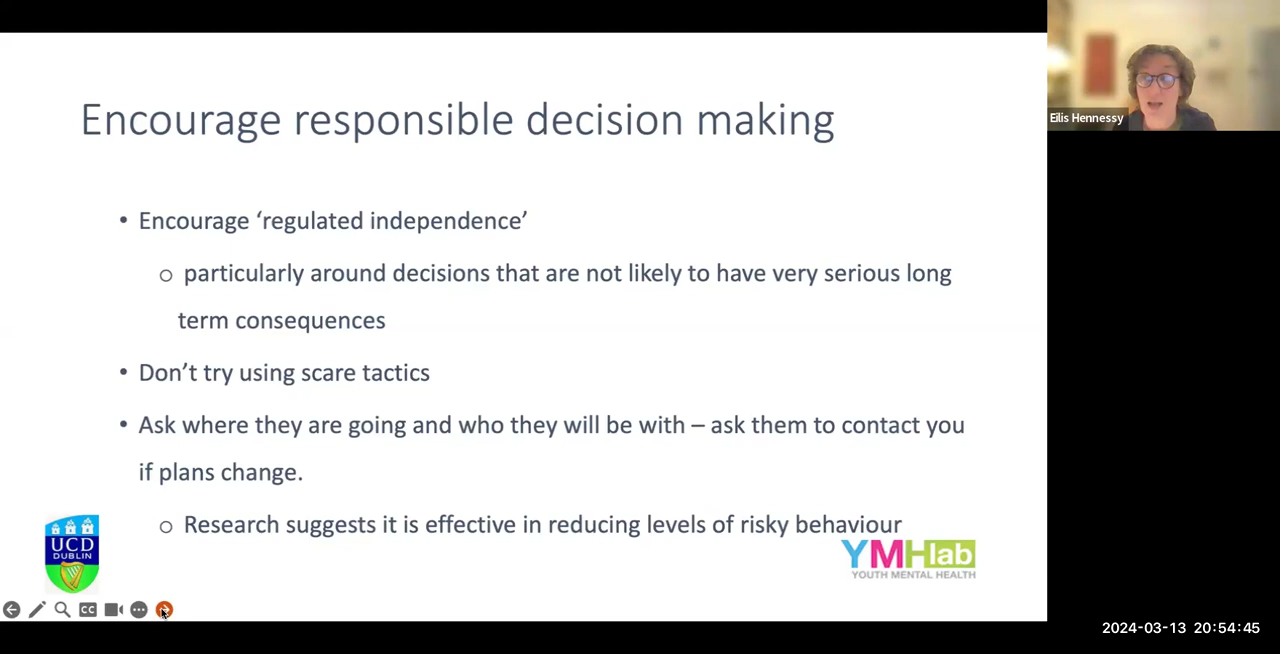 Encourage responsible decision making
Eilis Hennessy
• Encourage ‘regulated independence’
o particularly around decisions that are not likely to have very serious long
term consequences
• Don’t try using scare tactics
• Ask where they are going and who they will be with – ask them to contact you
if plans change.
o Research suggests it is effective in reducing levels of risky behaviour
UCD
DUBLIN
YMHlab
YOUTH MENTAL HEALTH
CC
2024-03-13 20:54:45